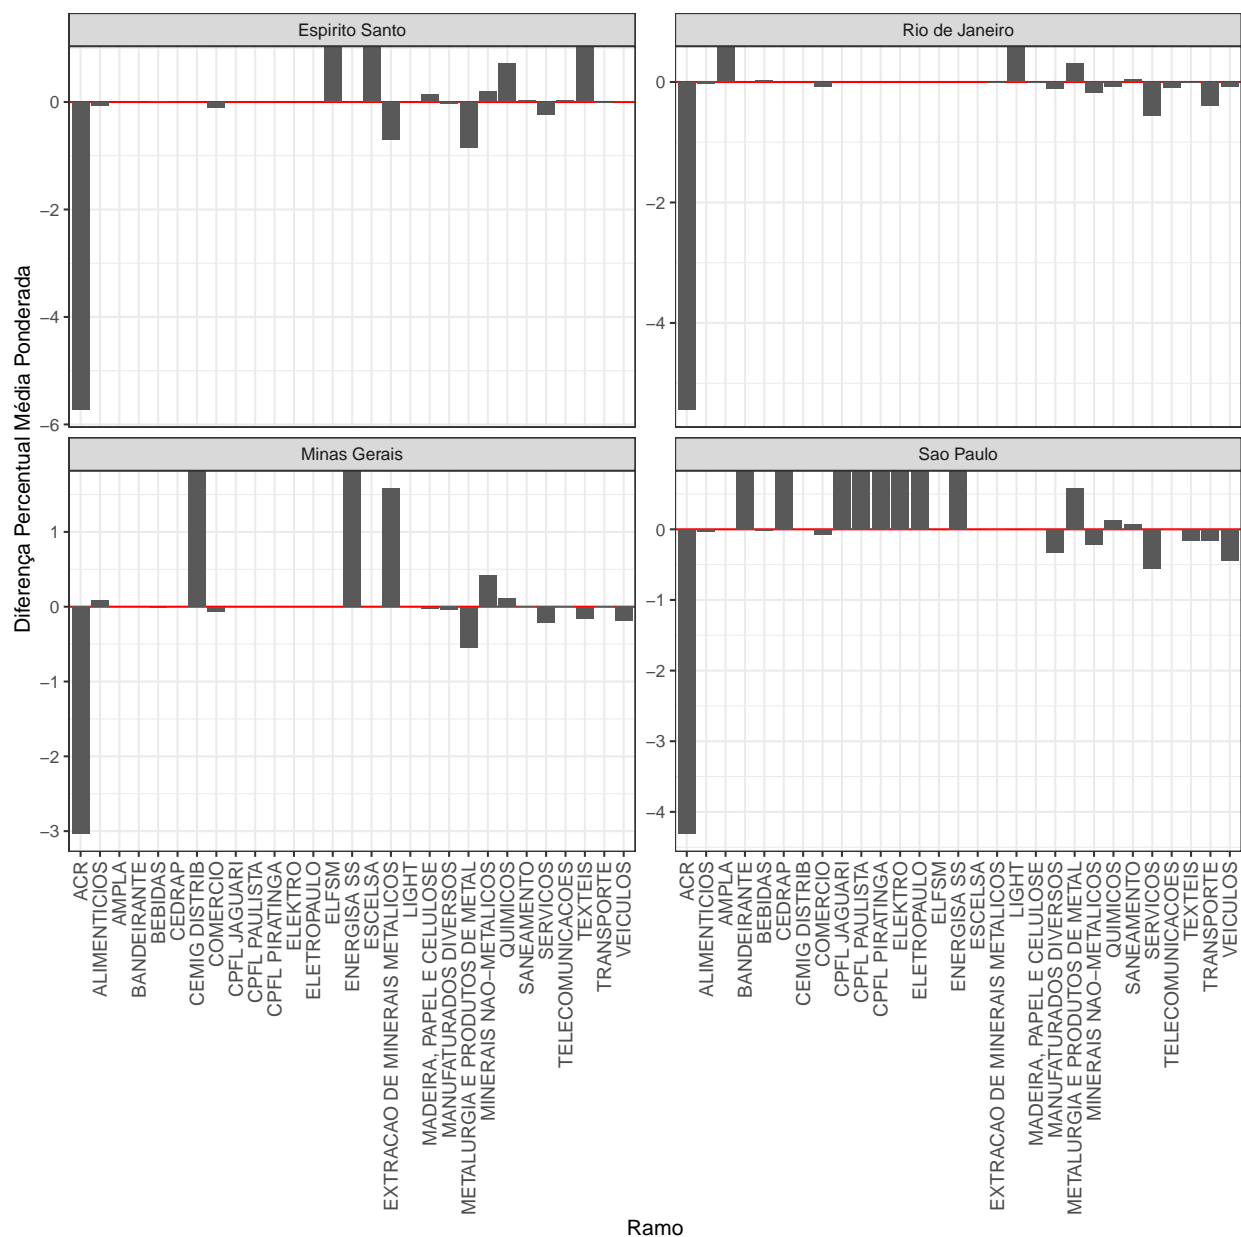 Espirito Santo
Rio de Janeiro
0
−2
−4
−6
0
−2
−4
Minas Gerais
Sao Paulo
1
0
−1
−2
−3
0
−1
−2
−3
−4
Diferença Percentual Média Ponderada
ACR
ALIMENTICIOS
AMPLA
BANDEIRANTE
BEBIDAS
CEDRAP
CEMIG DISTRIB
COMERCIO
CPFL JAGUARI
CPFL PAULISTA
CPFL PIRATINGA
ELEKTRO
ELETROPAULO
ELFSM
ENERGISA SS
ESCELSA
EXTRACAO DE MINERAIS METALICOS
LIGHT
MADEIRA, PAPEL E CELULOSE
MANUFATURADOS DIVERSOS
METALURGIA E PRODUTOS DE METAL
MINERAIS NAO−METALICOS
QUIMICOS
SANEAMENTO
SERVICOS
TELECOMUNICACOES
TEXTEIS
TRANSPORTE
VEICULOS
ACR
ALIMENTICIOS
AMPLA
BANDEIRANTE
BEBIDAS
CEDRAP
CEMIG DISTRIB
COMERCIO
CPFL JAGUARI
CPFL PAULISTA
CPFL PIRATINGA
ELEKTRO
ELETROPAULO
ELFSM
ENERGISA SS
ESCELSA
EXTRACAO DE MINERAIS METALICOS
LIGHT
MADEIRA, PAPEL E CELULOSE
MANUFATURADOS DIVERSOS
METALURGIA E PRODUTOS DE METAL
MINERAIS NAO−METALICOS
QUIMICOS
SANEAMENTO
SERVICOS
TELECOMUNICACOES
TEXTEIS
TRANSPORTE
VEICULOS
Ramo